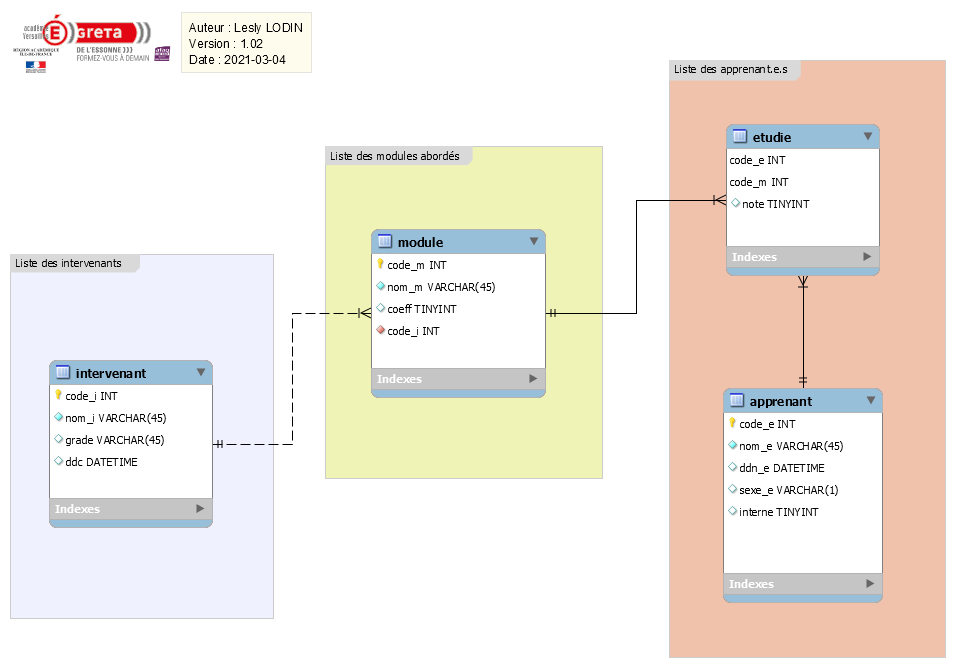 académie
Versailles
É
Greta
DE L'ESSONNE )))
FORMEZ-VOUS À DEMAIN
RÉGION ACADÉMIQUE
ÎLE-DE-FRANCE
Auteur : Lesly LODIN
Version : 1.02
Date : 2021-03-04
Liste des intervenants
intervenant
code_i INT
nom_i VARCHAR(45)
grade VARCHAR(45)
ddc DATETIME
Indexes
Liste des modules abordés
module
code_m INT
nom_m VARCHAR(45)
coeff TINYINT
code_i INT
Indexes
Liste des apprenant.e.s
etudie
code_e INT
code_m INT
note TINYINT
Indexes
apprenant
code_e INT
nom_e VARCHAR(45)
ddn_e DATETIME
sexe_e VARCHAR(1)
interne TINYINT
Indexes